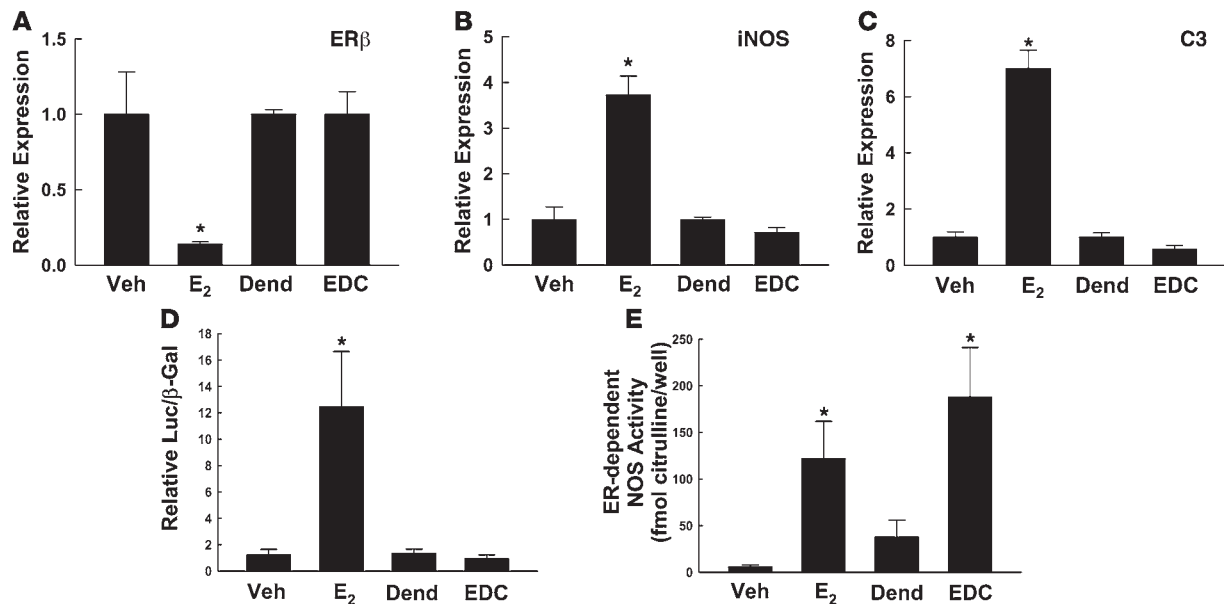 A
ERβ
Relative Expression
1.5
1.0
0.5
0.0
*
Veh E2 Dend EDC
B
iNOS
Relative Expression
5
4
3
2
1
0
*
Veh E2 Dend EDC
C
C3
Relative Expression
8
6
4
2
0
*
Veh E2 Dend EDC
D
Relative Luc/β-Gal
18
16
14
12
10
8
6
4
2
0
*
Veh E2 Dend EDC
E
ER-dependent
NOS Activity
(fmol citrulline/well)
250
200
150
100
50
0
*
*
Veh E2 Dend EDC